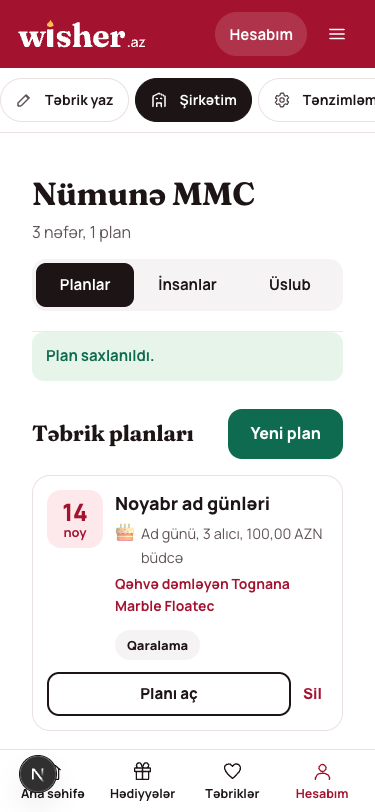 wisher.az
Hesabım
Təbrik yaz
Şirkətim
Tənzimləm
Nümunə MMC
3 nəfər, 1 plan
Planlar
İnsanlar
Üslub
Plan saxlanıldı.
Təbrik planları
Yeni plan
14
noy
Noyabr ad günləri
Ad günü, 3 alıcı, 100,00 AZN
büdcə
Qəhvə dəmləyən Tognana
Marble Floatec
Qaralama
Planı aç
Sil
N
Ana səhifə
Hədiyyələr
Təbriklər
Hesabım